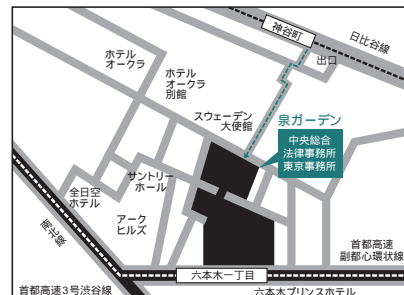 神谷町
日比谷線
出口
ホテル
オークラ
ホテル
オークラ
別館
スウェーデン
大使館
泉ガーデン
中央総合
法律事務所
東京事務所
サントリー
ホール
全日空
ホテル
アーク
ヒルズ
南北線
首都高速
副都心環状線
六本木一丁目
首都高速3号渋谷線
六本木プリンスホテル